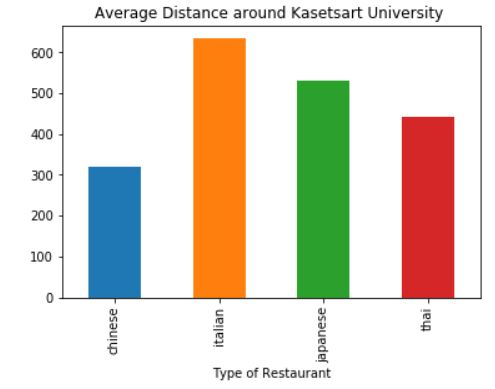 Average Distance around Kasetsart University
600
500
400
300
200
100
0
chinese
italian
japanese
thai
Type of Restaurant